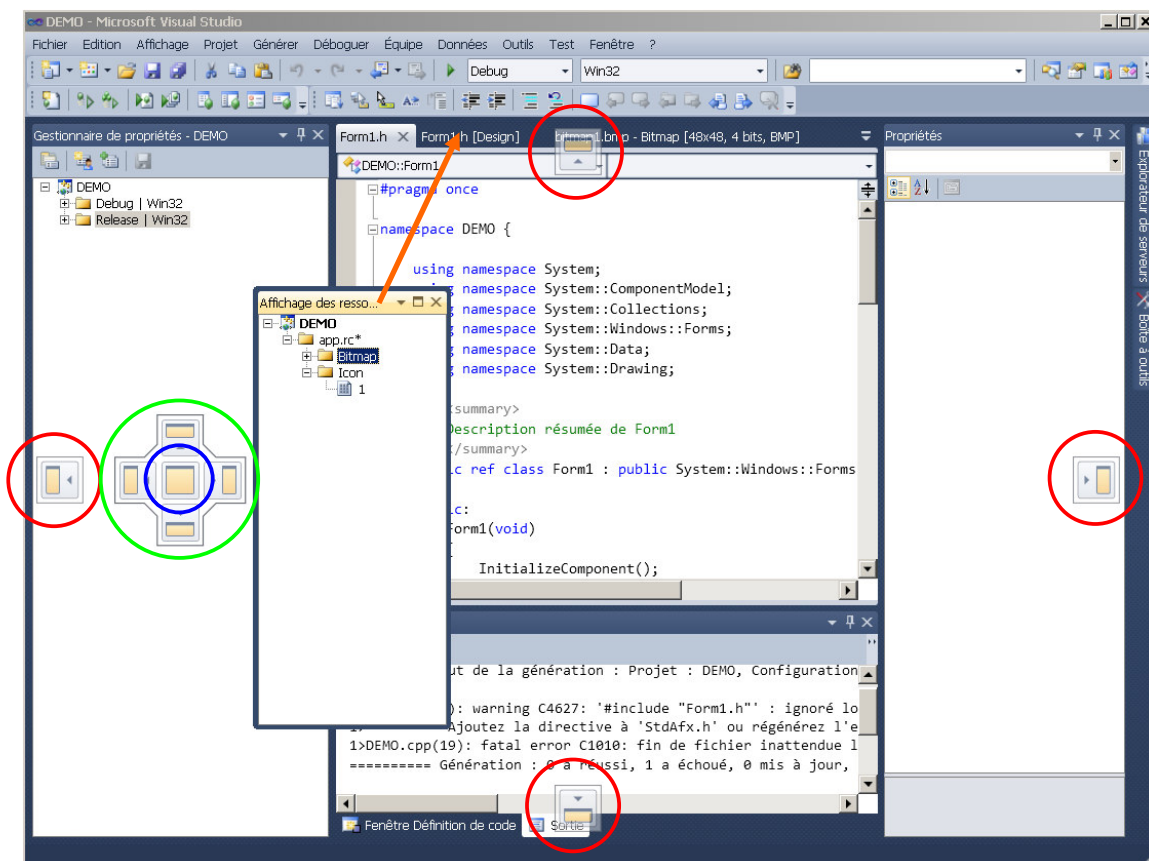 DEMO - Microsoft Visual Studio
Fichier Edition Affichage Projet Générer Déboguer Équipe Données Outils Test Fenêtre ?
Debug Win32
Gestionnaire de propriétés - DEMO
Form1.h Form1.h [Design] bitmap1.bmp - Bitmap [48x48, 4 bits, BMP]
Propriétés
DEMO::Form1
DEMO
Debug | Win32
Release | Win32
#pragma once
namespace DEMO {
using namespace System;
namespace System::ComponentModel;
namespace System::Collections;
namespace System::Windows::Forms;
namespace System::Data;
namespace System::Drawing;
<summary>
Description résumée de Form1
/summary>
ref class Form1 : public System::Windows::Forms
Form1(void)
InitializeComponent();
Affichage des resso...
DEMO
app.rc*
Bitmap
Icon
1
de la génération : Projet : DEMO, Configuration
): warning C4627: '#include "Form1.h"' : ignoré lo
Ajoutez la directive à 'StdAfx.h' ou régénérez l'e
1>DEMO.cpp(19): fatal error C1010: fin de fichier inattendue l
========== Génération : 0 a réussi, 1 a échoué, 0 mis à jour,
Fenêtre Définition de code Sortie
Explorateur de serveurs
Boîte à outils